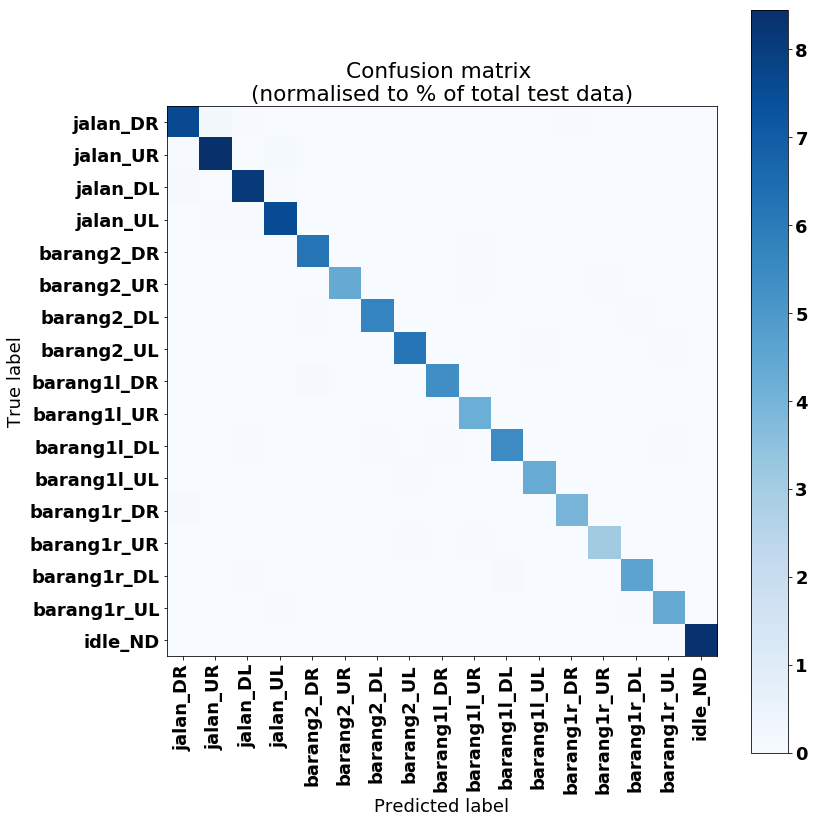 Confusion matrix
(normalised to % of total test data)
True label
jalan_DR
jalan_UR
jalan_DL
jalan_UL
barang2_DR
barang2_UR
barang2_DL
barang2_UL
barang1l_DR
barang1l_UR
barang1l_DL
barang1l_UL
barang1r_DR
barang1r_UR
barang1r_DL
barang1r_UL
idle_ND
jalan_DR
jalan_UR
jalan_DL
jalan_UL
barang2_DR
barang2_UR
barang2_DL
barang2_UL
barang1l_DR
barang1l_UR
barang1l_DL
barang1l_UL
barang1r_DR
barang1r_UR
barang1r_DL
barang1r_UL
idle_ND
Predicted label
8
7
6
5
4
3
2
1
0